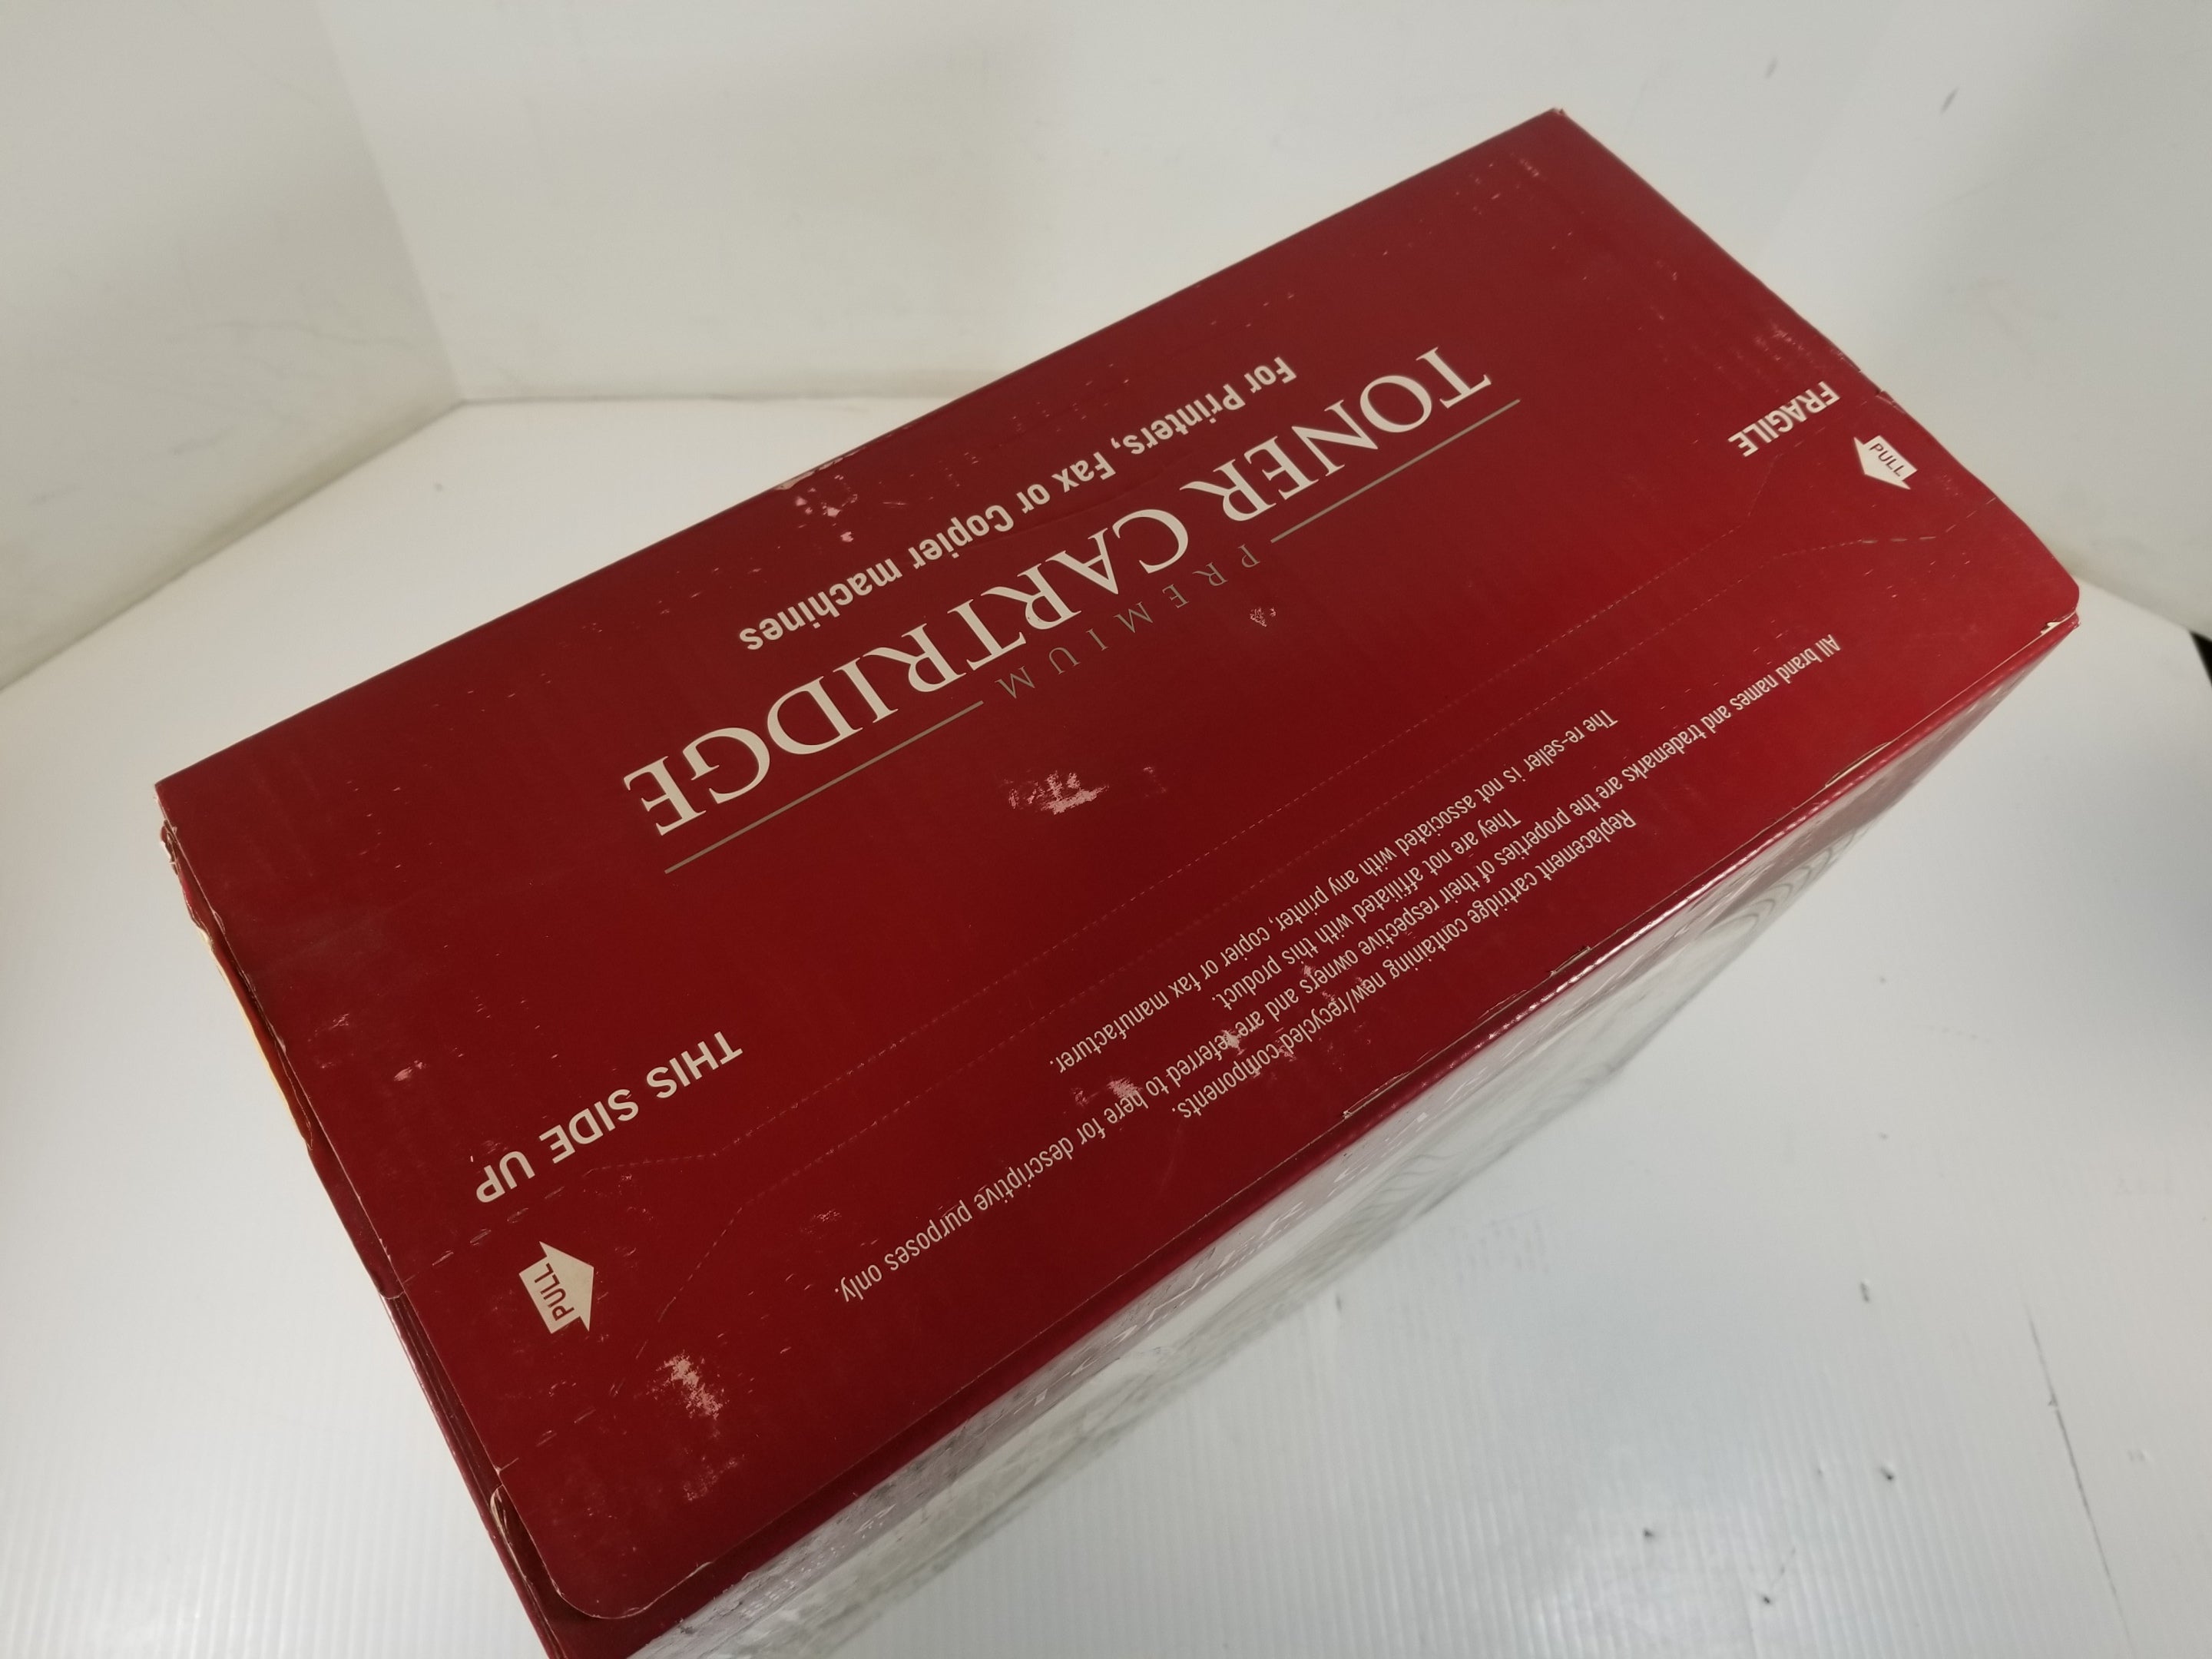 Replacement cartridge containing new/recycled components.
All brand names and trademarks are the properties of their respective owners and are referred to here for descriptive purposes only.
They are not affiliated with this product.
The re-seller is not associated with any printer, copier or fax manufacturer.
PULL
PULL
THIS SIDE UP
FRAGILE
PREMIUM
TONER CARTRIDGE
For Printers, Fax or Copier machines